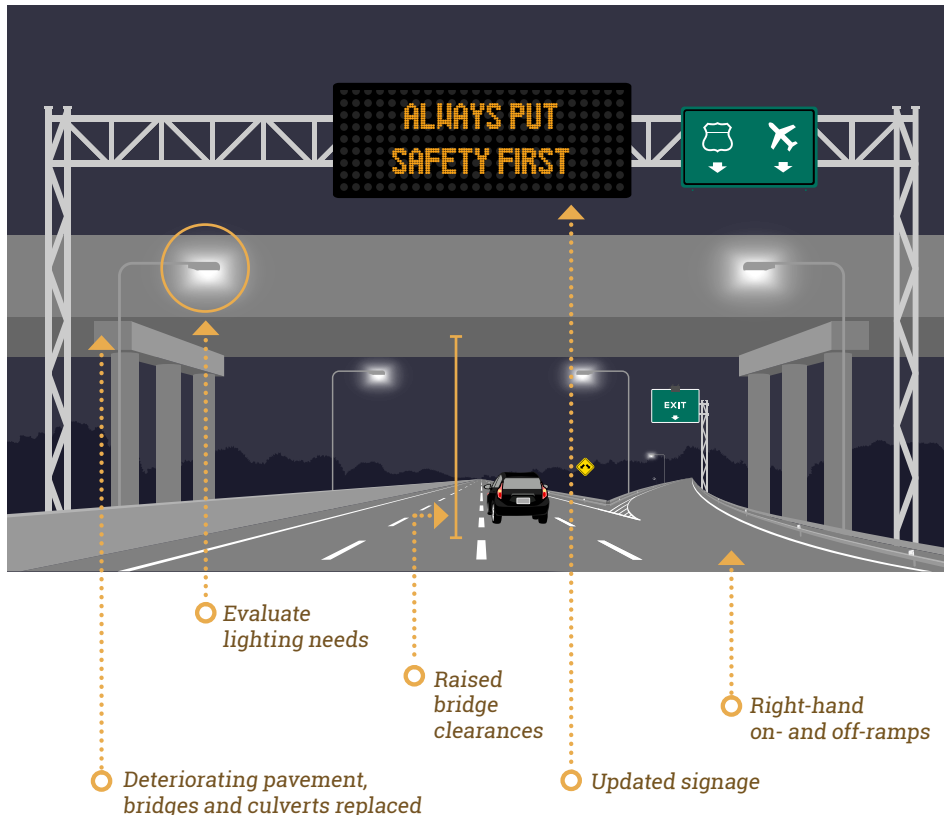 ALWAYS PUT
SAFETY FIRST
EXIT
Evaluate
lighting needs
Raised
bridge
clearances
Right-hand
on- and off-ramps
Deteriorating pavement,
bridges and culverts replaced
Updated signage